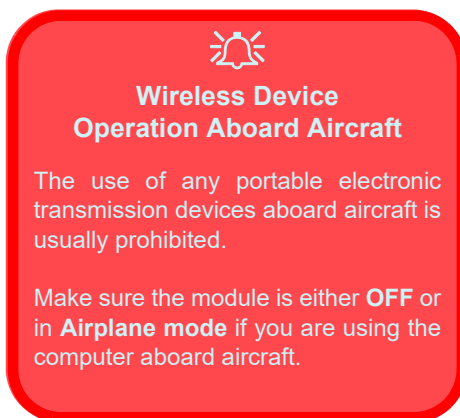 Wireless Device
Operation Aboard Aircraft
The use of any portable electronic
transmission devices aboard aircraft is
usually prohibited.
Make sure the module is either OFF or
in Airplane mode if you are using the
computer aboard aircraft.